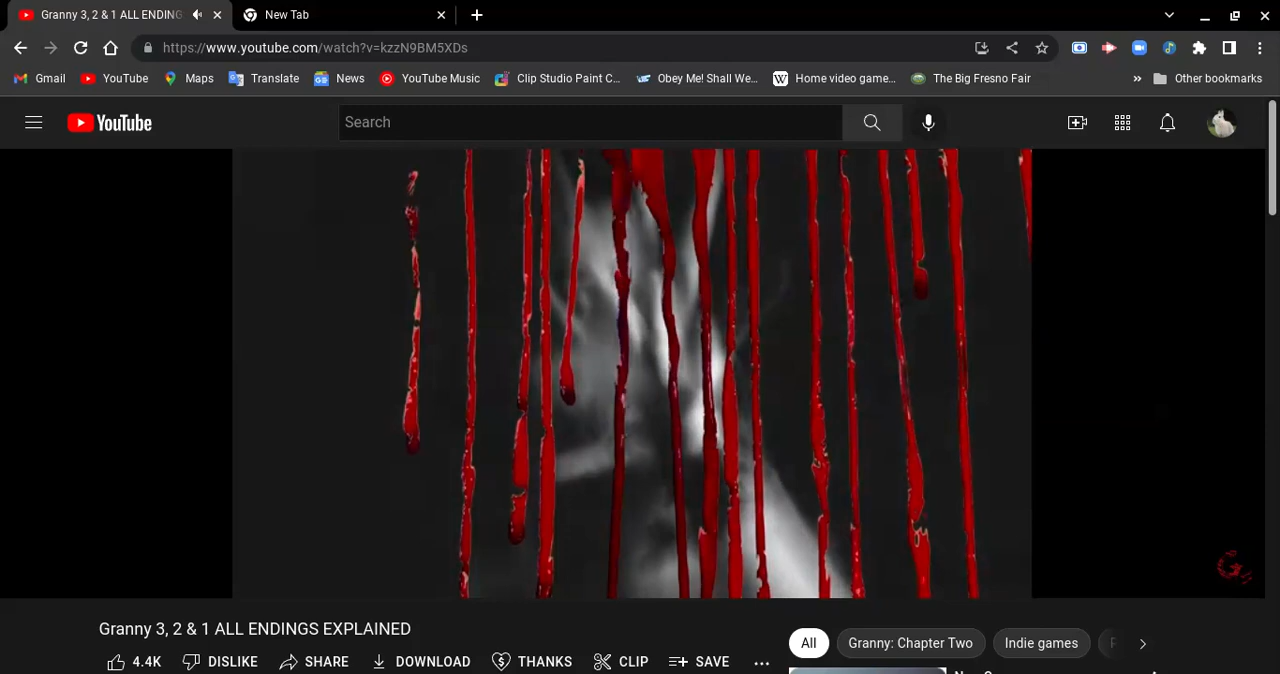 Granny 3, 2 & 1 ALL ENDING
New Tab
https://www.youtube.com/watch?v=kzzN9BM5XDs
Gmail YouTube Maps Translate News YouTube Music Clip Studio Paint C... Obey Me! Shall We... Home video game... The Big Fresno Fair » Other bookmarks
YouTube
Search
Granny 3, 2 & 1 ALL ENDINGS EXPLAINED
All Granny: Chapter Two Indie games
4.4K DISLIKE SHARE DOWNLOAD THANKS CLIP SAVE ...